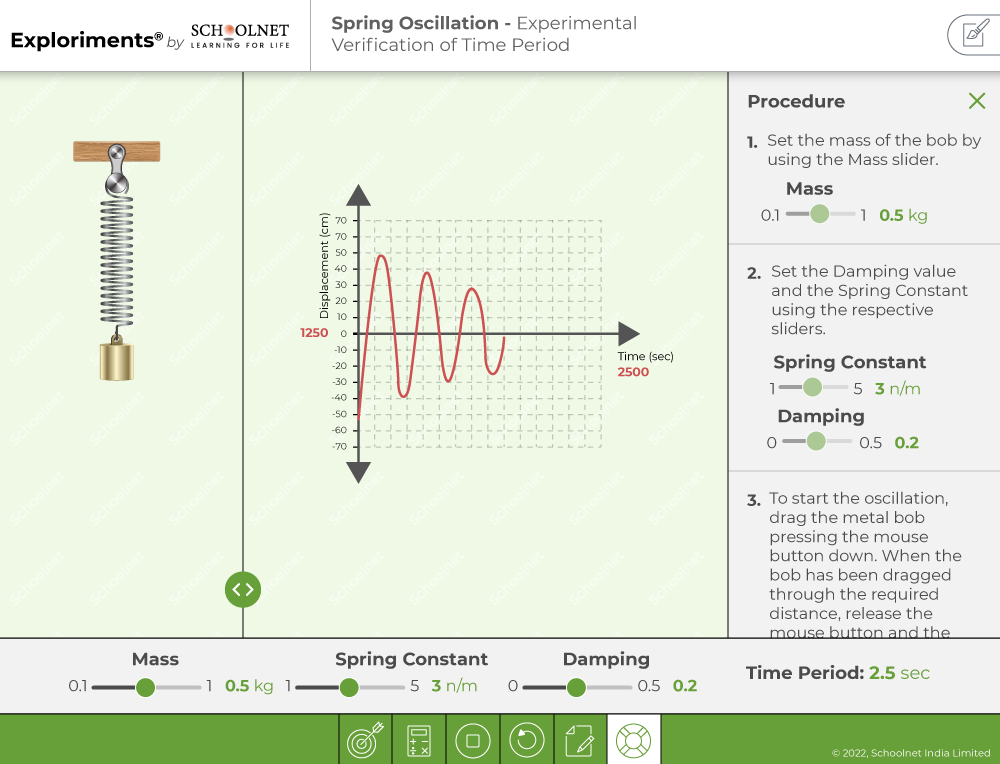 Exploriments® by SCHOOLNET
LEARNING FOR LIFE
Spring Oscillation - Experimental
Verification of Time Period
Procedure
1. Set the mass of the bob by
using the Mass slider.
Mass
0.1 1 0.5 kg
2. Set the Damping value
and the Spring Constant
using the respective
sliders.
Spring Constant
1 5 3 n/m
Damping
0 0.5 0.2
3. To start the oscillation,
drag the metal bob
pressing the mouse
button down. When the
bob has been dragged
through the required
distance, release the
mouse button and the
Displacement (cm)
70
70
50
40
30
20
10
1250 0
-10
-20
-30
-40
-50
-60
-70
Time (sec)
2500
Mass
0.1 1 0.5 kg
Spring Constant
1 5 3 n/m
Damping
0 0.5 0.2
Time Period: 2.5 sec
© 2022, Schoolnet India Limited